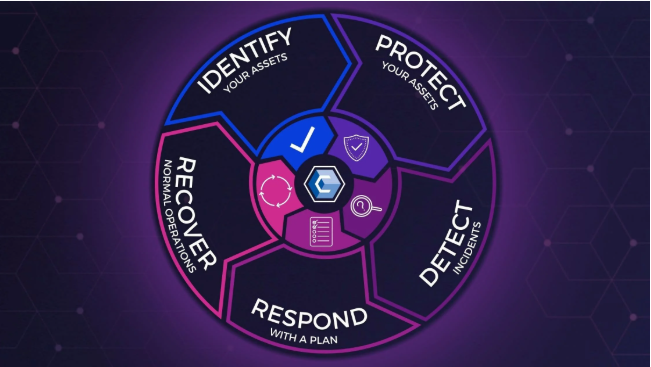 IDENTIFY
YOUR ASSETS
PROTECT
YOUR ASSETS
DETECT
INCIDENTS
RESPOND
WITH A PLAN
RECOVER
NORMAL OPERATIONS